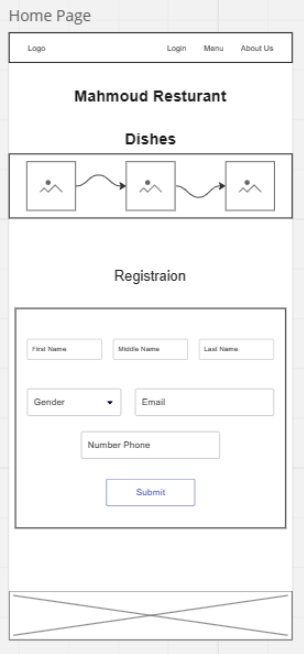 Home Page
Logo Login Menu About Us
Mahmoud Resturant
Dishes
Registraion
First Name Middle Name Last Name
Gender Email
Number Phone
Submit